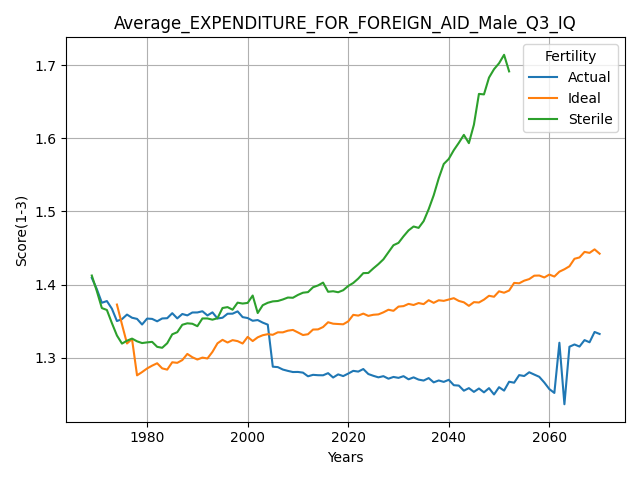 Average_EXPENDITURE_FOR_FOREIGN_AID_Male_Q3_IQ
Score(1-3)
1.7
1.6
1.5
1.4
1.3
Fertility
Actual
Ideal
Sterile
1980
2000
2020
2040
2060
Years